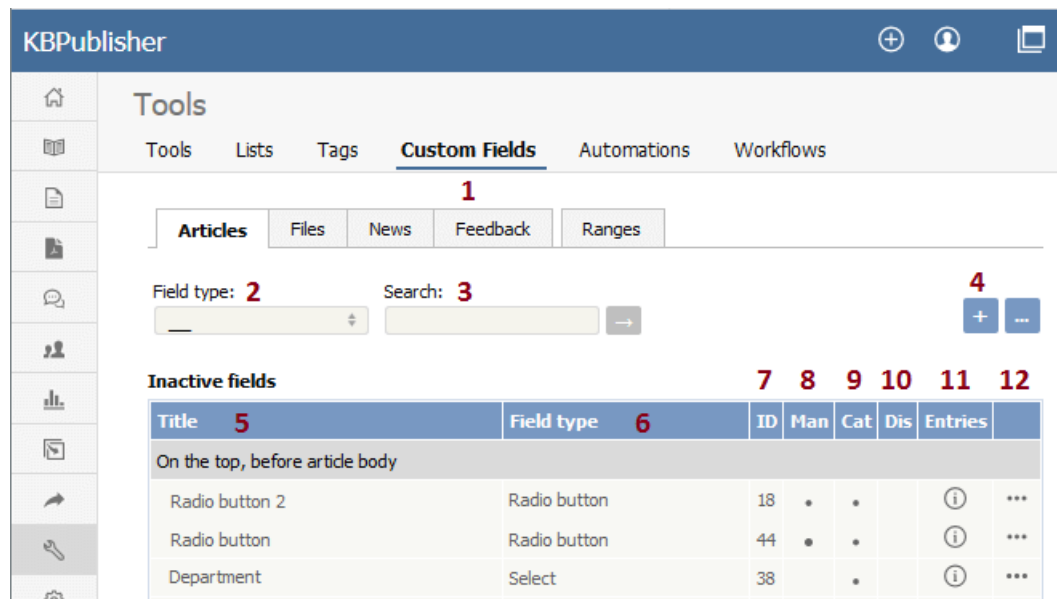 KBPublisher
Tools
Tools Lists Tags Custom Fields Automations Workflows
1
Articles Files News Feedback Ranges
Field type: 2 Search: 3 4
__ → + ...
Inactive fields 7 8 9 10 11 12
Title 5 Field type 6 ID Man Cat Dis Entries
On the top, before article body
Radio button 2 Radio button 18 • • i •••
Radio button Radio button 44 • • i •••
Department Select 38 • i •••